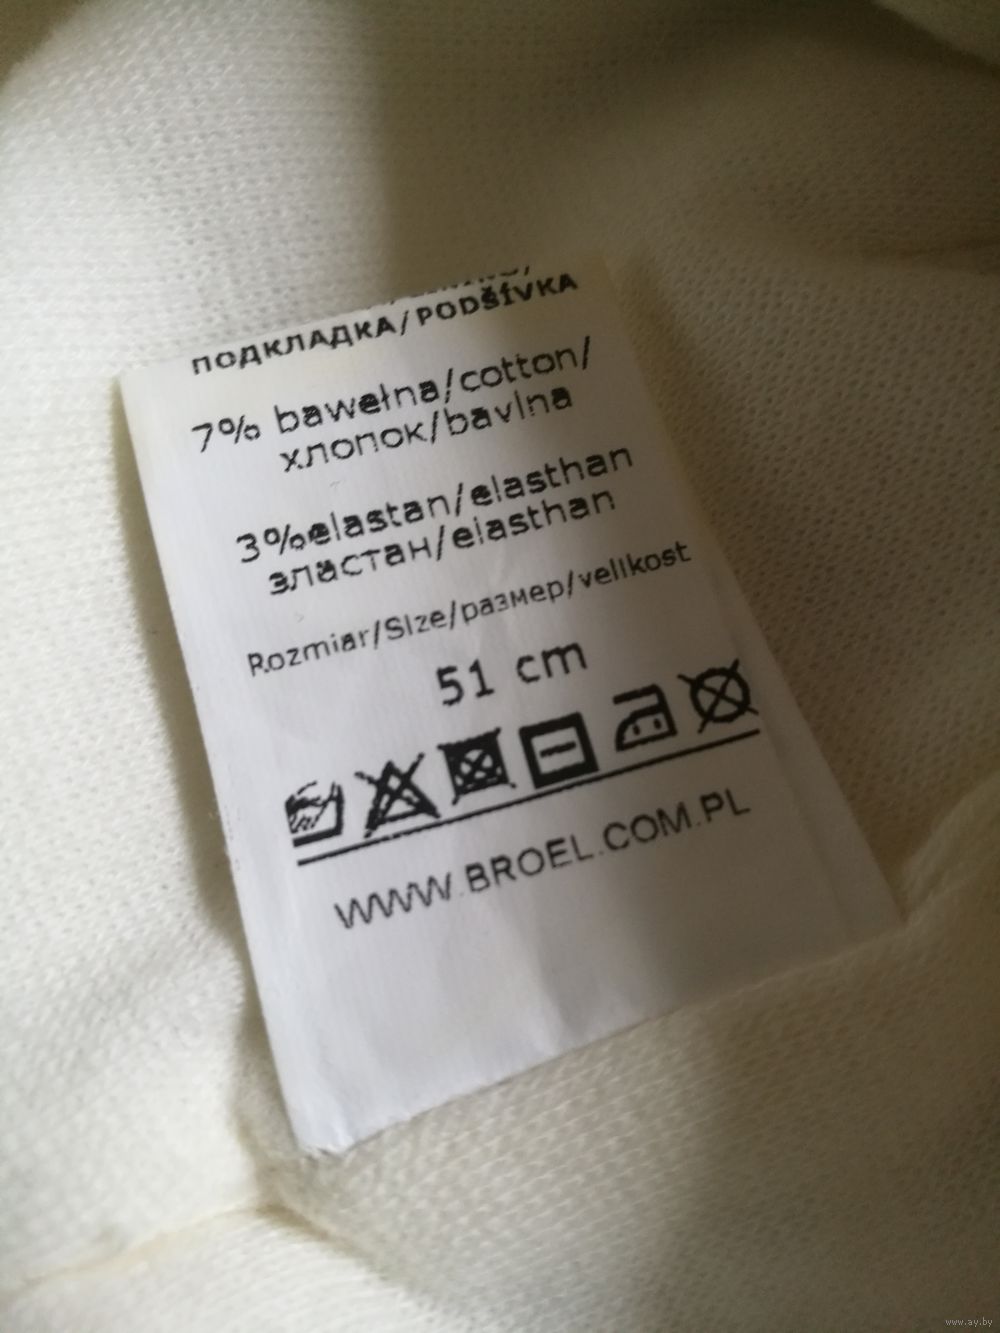 ПОДКЛАДКА/PODŠÍVKA
7% bawełna/cotton/
хлопок/bavlna
3%elastan/elasthan
эластан/elasthan
Rozmiar/Size/размер/velikost
51 cm
WWW.BROEL.COM.PL
www.ay.by